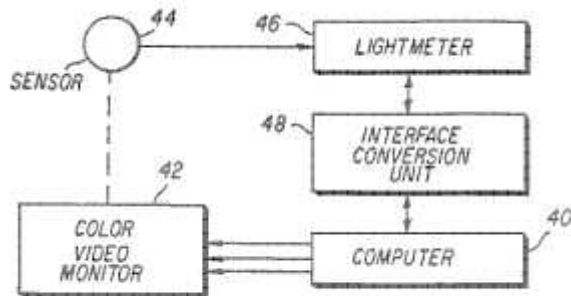 44
SENSOR
46
LIGHTMETER
48
INTERFACE
CONVERSION
UNIT
42
COLOR
VIDEO
MONITOR
COMPUTER
40